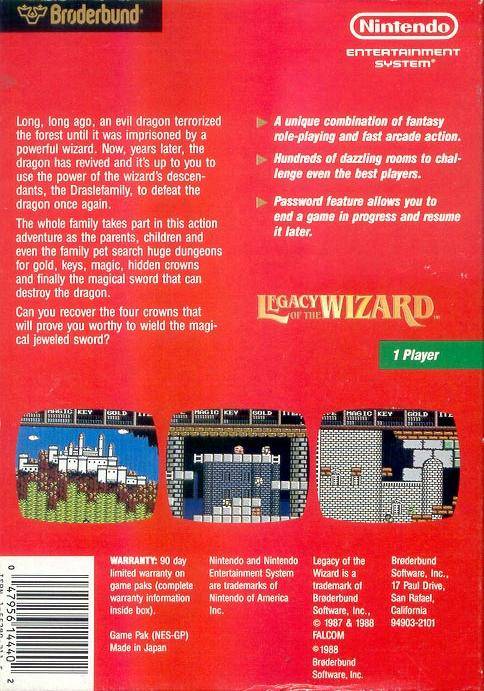 Brøderbund®
Nintendo®
ENTERTAINMENT
SYSTEM®
Long, long ago, an evil dragon terrorized
the forest until it was imprisoned by a
powerful wizard. Now, years later, the
dragon has revived and it's up to you to
use the power of the wizard's descen-
dants, the Draslefamily, to defeat the
dragon once again.
The whole family takes part in this action
adventure as the parents, children and
even the family pet search huge dungeons
for gold, keys, magic, hidden crowns
and finally the magical sword that can
destroy the dragon.
Can you recover the four crowns that
will prove you worthy to wield the magi-
cal jeweled sword?
A unique combination of fantasy
role-playing and fast arcade action.
Hundreds of dazzling rooms to chal-
lenge even the best players.
Password feature allows you to
end a game in progress and resume
it later.
LEGACY
OF THE
WIZARD™
1 Player
MAGIC KEY GOLD
MAGIC KEY GOLD
MAGIC KEY GOLD
0 47956 14440 2
WARRANTY: 90 day
limited warranty on
game paks (complete
warranty information
inside box).
Game Pak (NES-GP)
Made in Japan
Nintendo and Nintendo
Entertainment System
are trademarks of
Nintendo of America
Inc.
Legacy of the
Wizard is a
trademark of
Brøderbund
Software, Inc.,
© 1987 & 1988
FALCOM
©1988
Brøderbund
Software, Inc.
Brøderbund
Software, Inc.,
17 Paul Drive,
San Rafael,
California
94903-2101